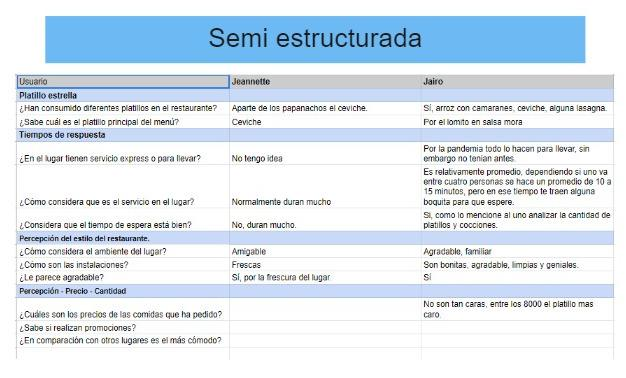 Semi estructurada
Usuario Jeannette Jairo
Platillo estrella
¿Han consumido diferentes platillos en el restaurante? Aparte de los papanachos el ceviche. Sí, arroz con camaranes, ceviche, alguna lasagna.
¿Sabe cuál es el platillo principal del menú? Ceviche Por el lomito en salsa mora
Tiempos de respuesta
Por la pandemia todo lo hacen para llevar, sin
¿En el lugar tienen servicio express o para llevar? No tengo idea embargo no tenían antes.
Es relativamente promedio, dependiendo si uno va
entre cuatro personas se hace un promedio de 10 a
15 minutos, pero en ese tiempo te traen alguna
¿Cómo considera que es el servicio en el lugar? Normalmente duran mucho boquita para que espere.
Si, como lo mencione al uno analizar la cantidad de
¿Considera que el tiempo de espera está bien? No, duran mucho. platillos y cocciones.
Percepción del estilo del restaurante.
¿Cómo considera el ambiente del lugar? Amigable Agradable, familiar
¿Cómo son las instalaciones? Frescas Son bonitas, agradable, limpias y geniales.
¿Le parece agradable? Sí, por la frescura del lugar. Sí
Percepción - Precio - Cantidad
No son tan caras, entre los 8000 el platillo mas
¿Cuáles son los precios de las comidas que ha pedido? caro.
¿Sabe si realizan promociones?
¿En comparación con otros lugares es el más cómodo?